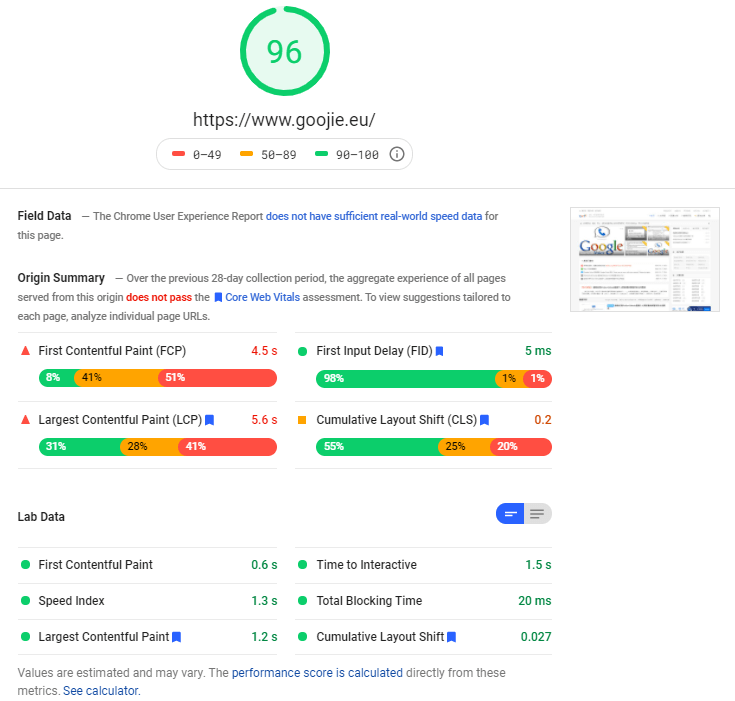 96
https://www.goojie.eu/
0–49 50–89 90–100
Field Data — The Chrome User Experience Report does not have sufficient real-world speed data for
this page.
Origin Summary — Over the previous 28-day collection period, the aggregate experience of all pages
served from this origin does not pass the Core Web Vitals assessment. To view suggestions tailored to
each page, analyze individual page URLs.
First Contentful Paint (FCP) 4.5 s
8% 41% 51%
First Input Delay (FID) 5 ms
98% 1% 1%
Largest Contentful Paint (LCP) 5.6 s
31% 28% 41%
Cumulative Layout Shift (CLS) 0.2
55% 25% 20%
Lab Data
First Contentful Paint 0.6 s
Time to Interactive 1.5 s
Speed Index 1.3 s
Total Blocking Time 20 ms
Largest Contentful Paint 1.2 s
Cumulative Layout Shift 0.027
Values are estimated and may vary. The performance score is calculated directly from these
metrics. See calculator.
Google